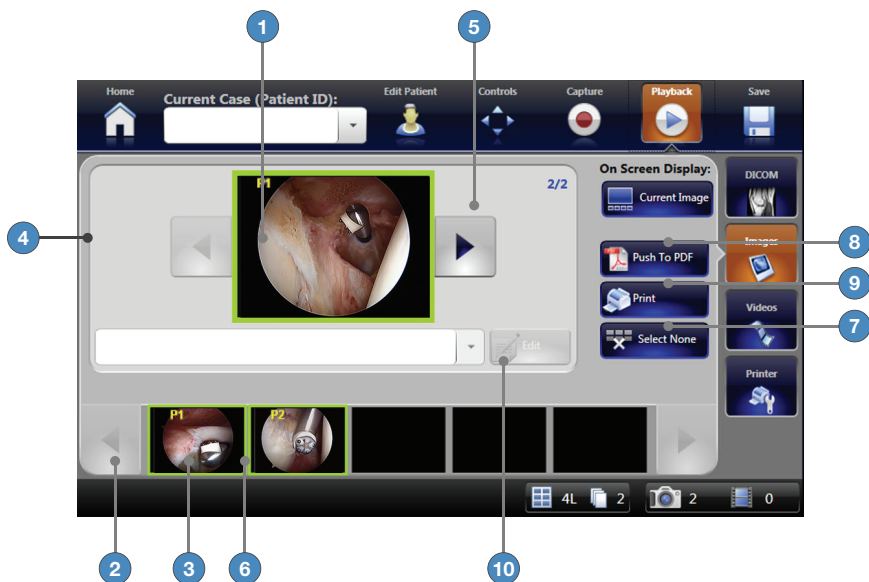 1
5
Home
Current Case (Patient ID):
Edit Patient
Controls
Capture
Playback
Save
P1
2/2
On Screen Display:
Current Image
DICOM
4
8
Push To PDF
Images
9
Print
7
Select None
Videos
Edit
Printer
P1
P2
4L
2
2
0
2
3
6
10